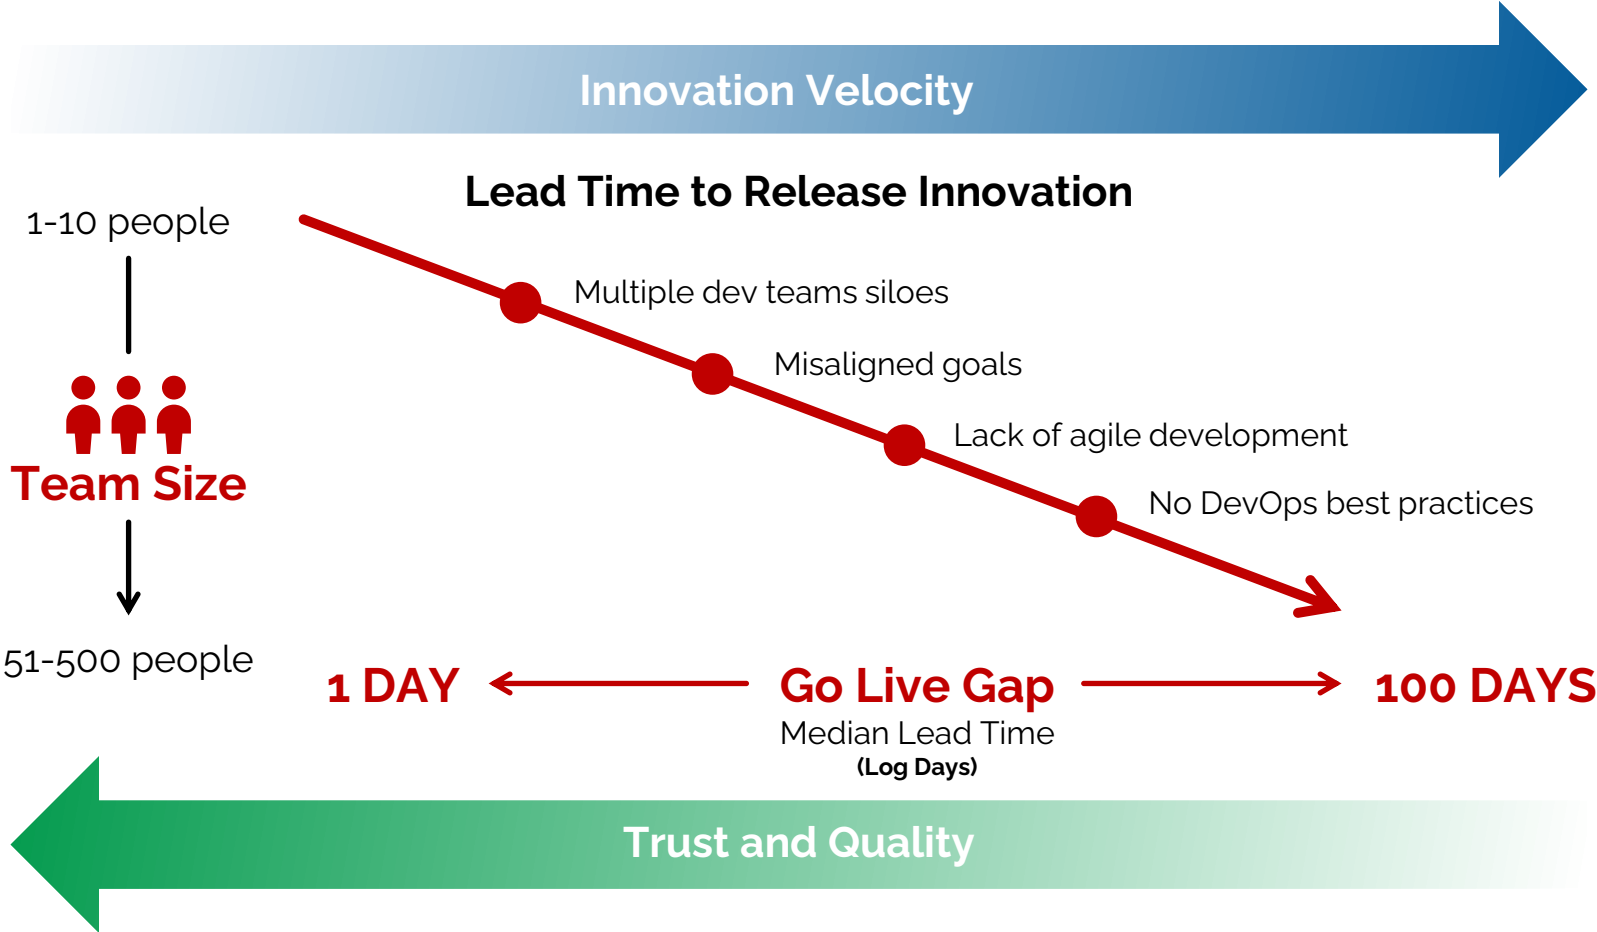 Innovation Velocity
Lead Time to Release Innovation
1-10 people
Multiple dev teams siloes
Misaligned goals
Lack of agile development
Team Size
No DevOps best practices
51-500 people
1 DAY
Go Live Gap
100 DAYS
Median Lead Time
(Log Days)
Trust and Quality